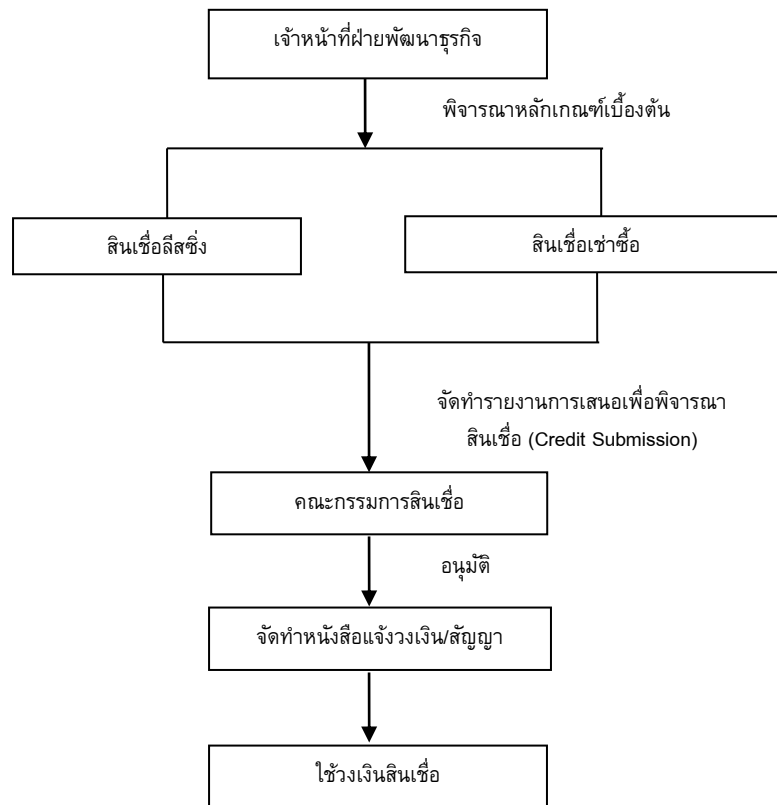 เจ้าหน้าที่ฝ่ายพัฒนาธุรกิจ
พิจารณาหลักเกณฑ์เบื้องต้น
สินเชื่อลีสซิ่ง
สินเชื่อเช่าซื้อ
จัดทำรายงานการเสนอเพื่อพิจารณา
สินเชื่อ (Credit Submission)
คณะกรรมการสินเชื่อ
อนุมัติ
จัดทำหนังสือแจ้งวงเงิน/สัญญา
ใช้วงเงินสินเชื่อ